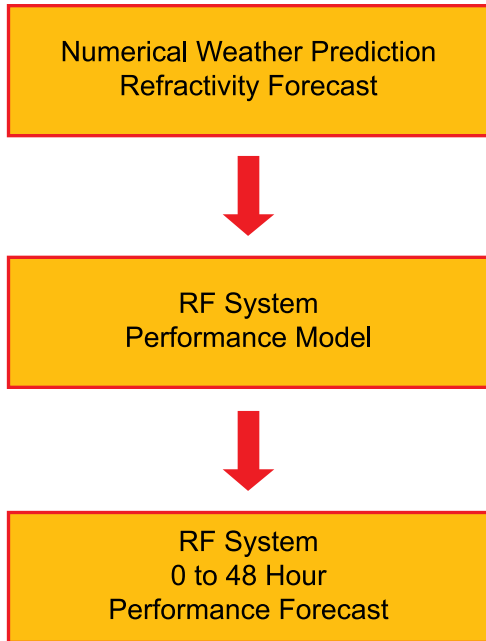 Numerical Weather Prediction
Refractivity Forecast
RF System
Performance Model
RF System
0 to 48 Hour
Performance Forecast